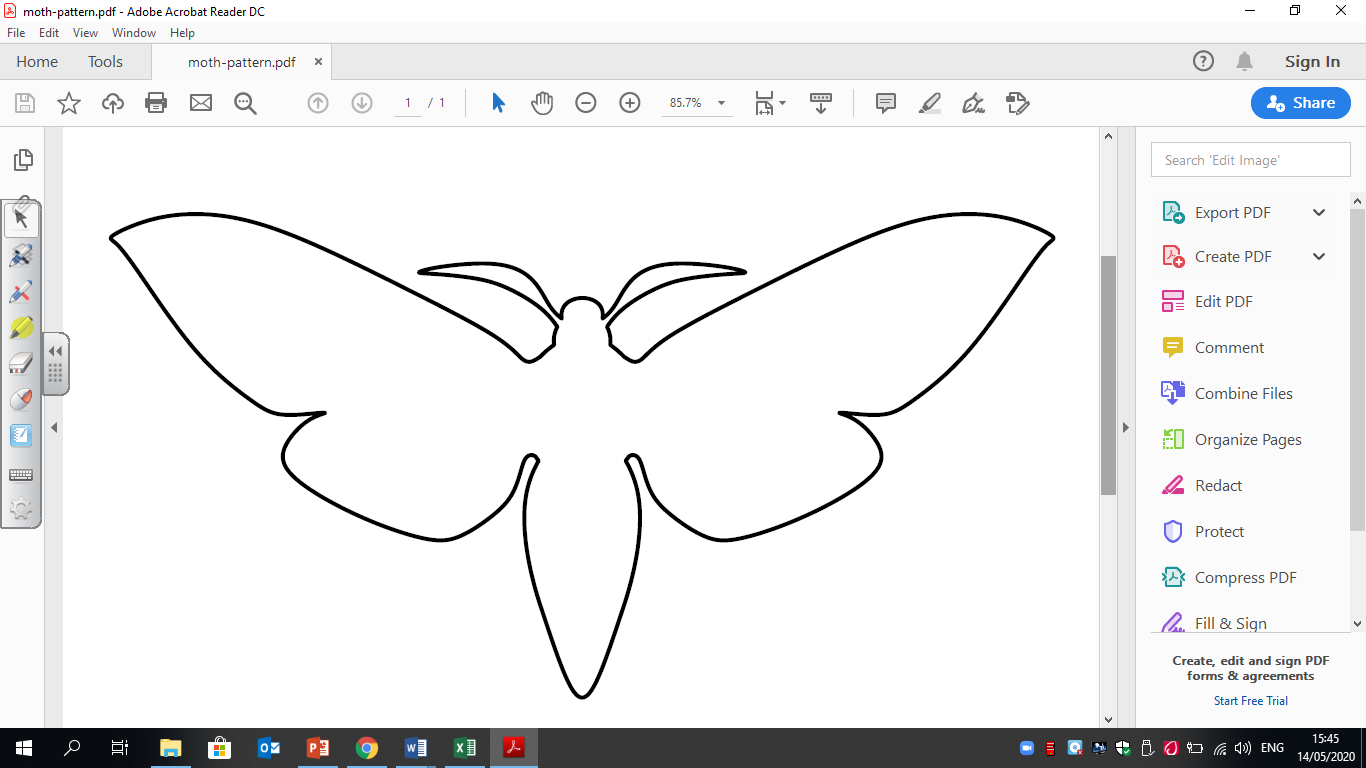 moth-pattern.pdf - Adobe Acrobat Reader DC
File Edit View Window Help
Home Tools moth-pattern.pdf Sign In
1 / 1 85.7% Share
Search 'Edit Image'
Export PDF
Create PDF
Edit PDF
Comment
Combine Files
Organize Pages
Redact
Protect
Compress PDF
Fill & Sign
Create, edit and sign PDF
forms & agreements
Start Free Trial
ENG
15:45
14/05/2020